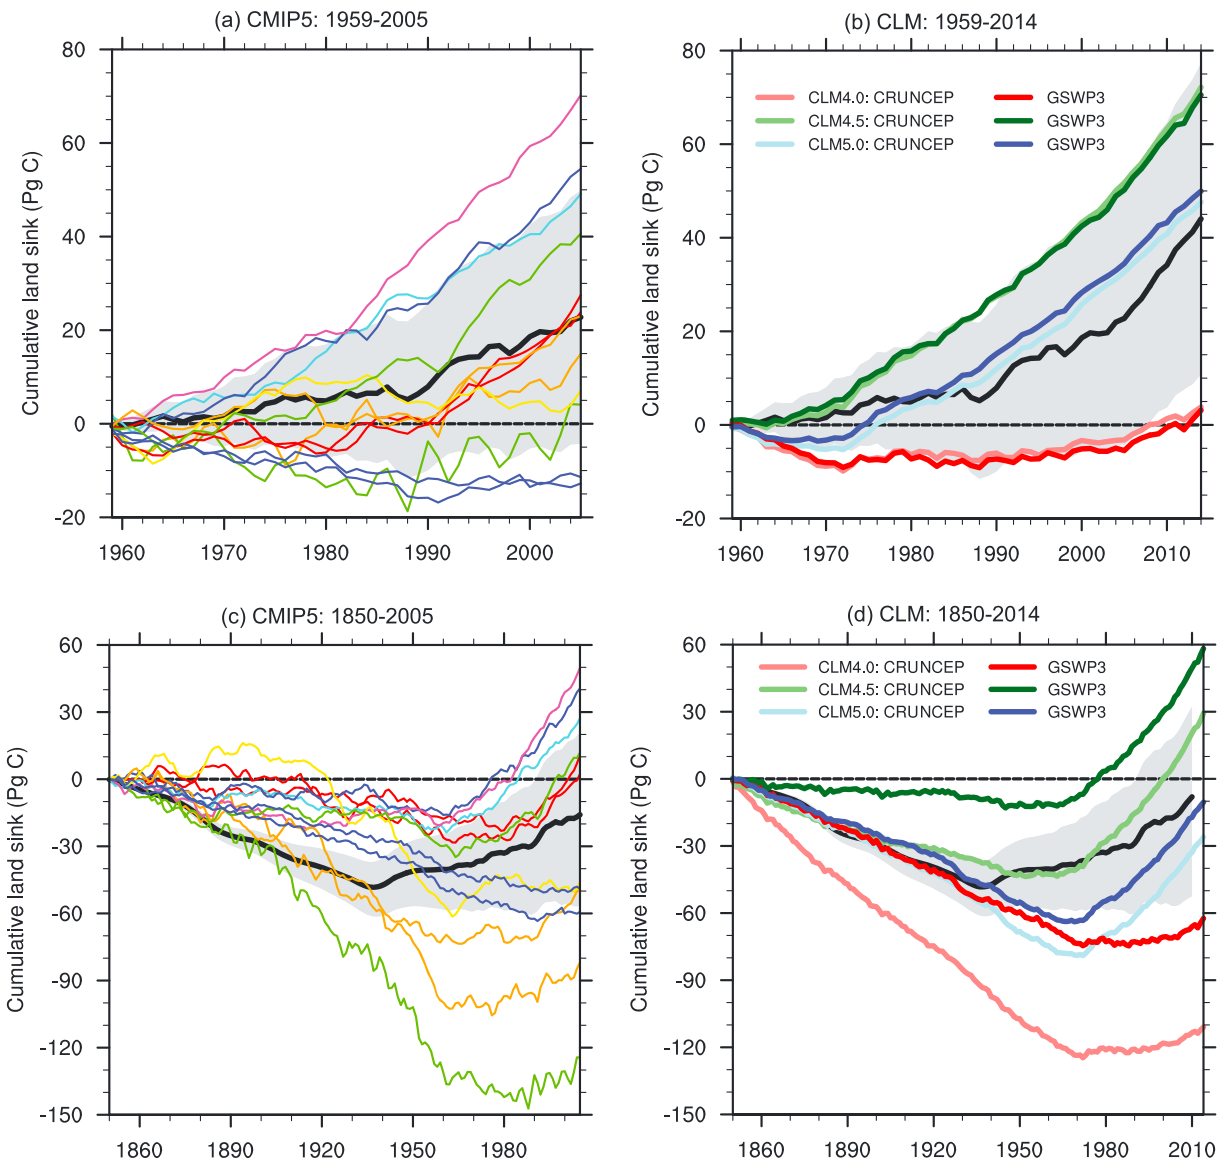 (a) CMIP5: 1959-2005
80
60
40
20
0
-20
Cumulative land sink (Pg C)
1960 1970 1980 1990 2000
(b) CLM: 1959-2014
CLM4.0: CRUNCEP GSWP3
CLM4.5: CRUNCEP GSWP3
CLM5.0: CRUNCEP GSWP3
80
60
40
20
0
-20
Cumulative land sink (Pg C)
1960 1970 1980 1990 2000 2010
(c) CMIP5: 1850-2005
60
30
0
-30
-60
-90
-120
-150
Cumulative land sink (Pg C)
1860 1890 1920 1950 1980
(d) CLM: 1850-2014
CLM4.0: CRUNCEP GSWP3
CLM4.5: CRUNCEP GSWP3
CLM5.0: CRUNCEP GSWP3
60
30
0
-30
-60
-90
-120
-150
Cumulative land sink (Pg C)
1860 1890 1920 1950 1980 2010